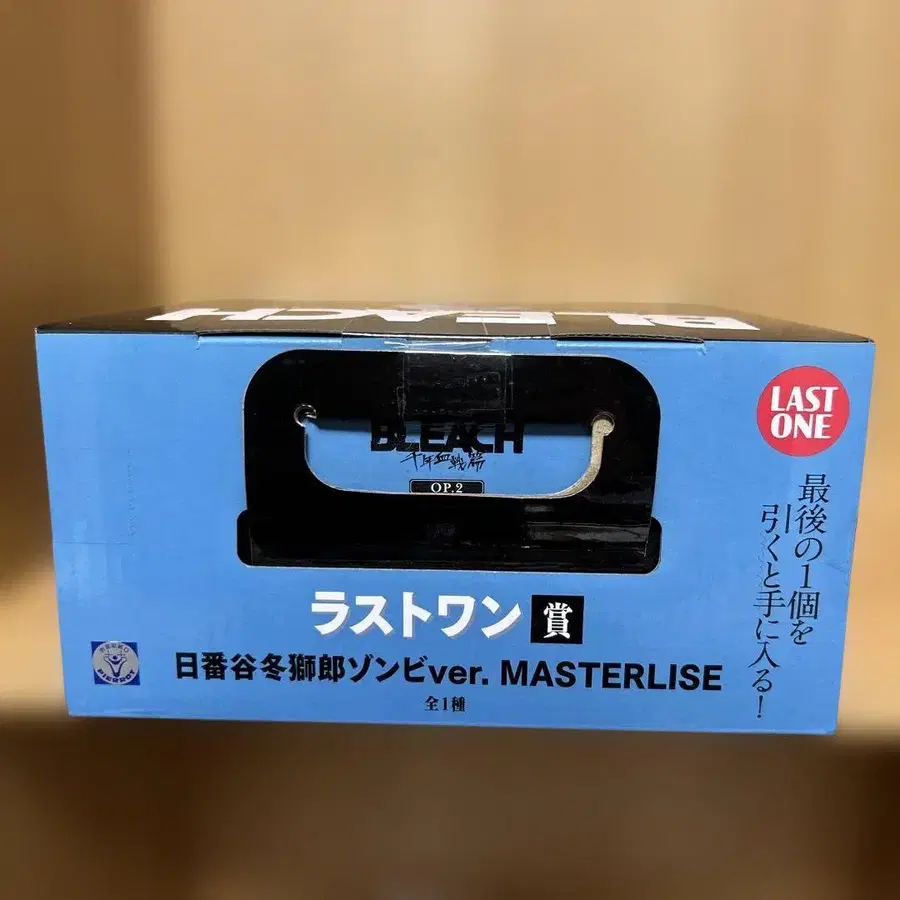 BLEACH
BLEACH
千年血戦篇
OP.2
LAST
ONE
最後の1個を
引くと手に入る!
ラストワン賞
日番谷冬獅郎ゾンビver. MASTERLISE
全1種
PIERROT